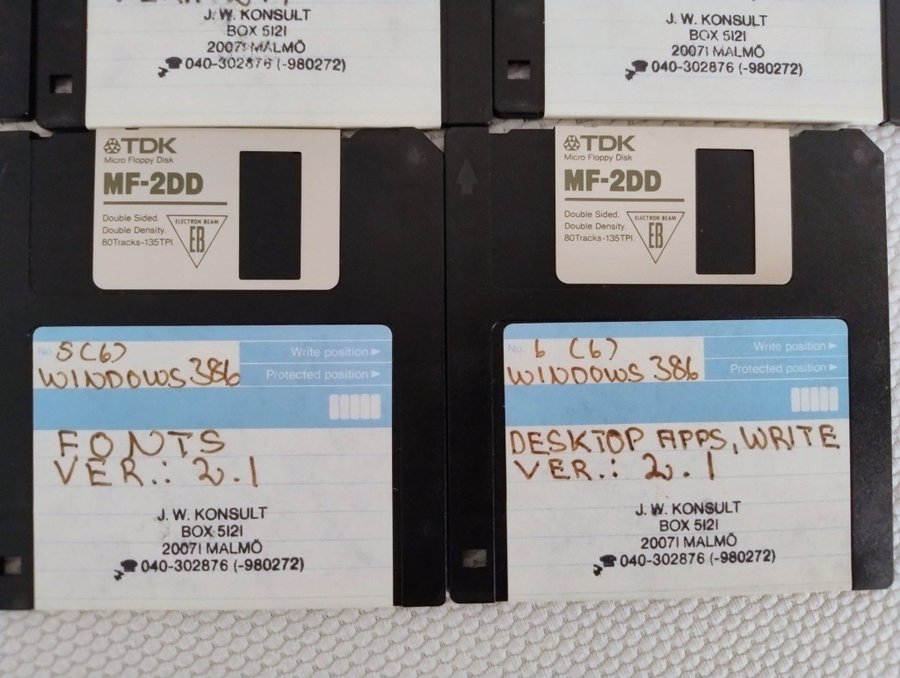 J. W. KONSULT
BOX 5121
20071 MALMÖ
☎ 040-302876 (-980272)
J. W. KONSULT
BOX 5121
20071 MALMÖ
☎ 040-302876 (-980272)
TDK
Micro Floppy Disk
MF-2DD
Double Sided.
Double Density.
80Tracks-135TPI.
ELECTRON BEAM
EB
No. 5 (6)
WINDOWS 386
Write position ▶
Protected position ▶
FONTS
VER.: 2.1
J. W. KONSULT
BOX 5121
20071 MALMÖ
☎ 040-302876 (-980272)
TDK
Micro Floppy Disk
MF-2DD
Double Sided.
Double Density.
80Tracks-135TPI.
ELECTRON BEAM
EB
No. 6 (6)
WINDOWS 386
Write position ▶
Protected position ▶
DESKTOP APPS, WRITE
VER.: 2.1
J. W. KONSULT
BOX 5121
20071 MALMÖ
☎ 040-302876 (-980272)